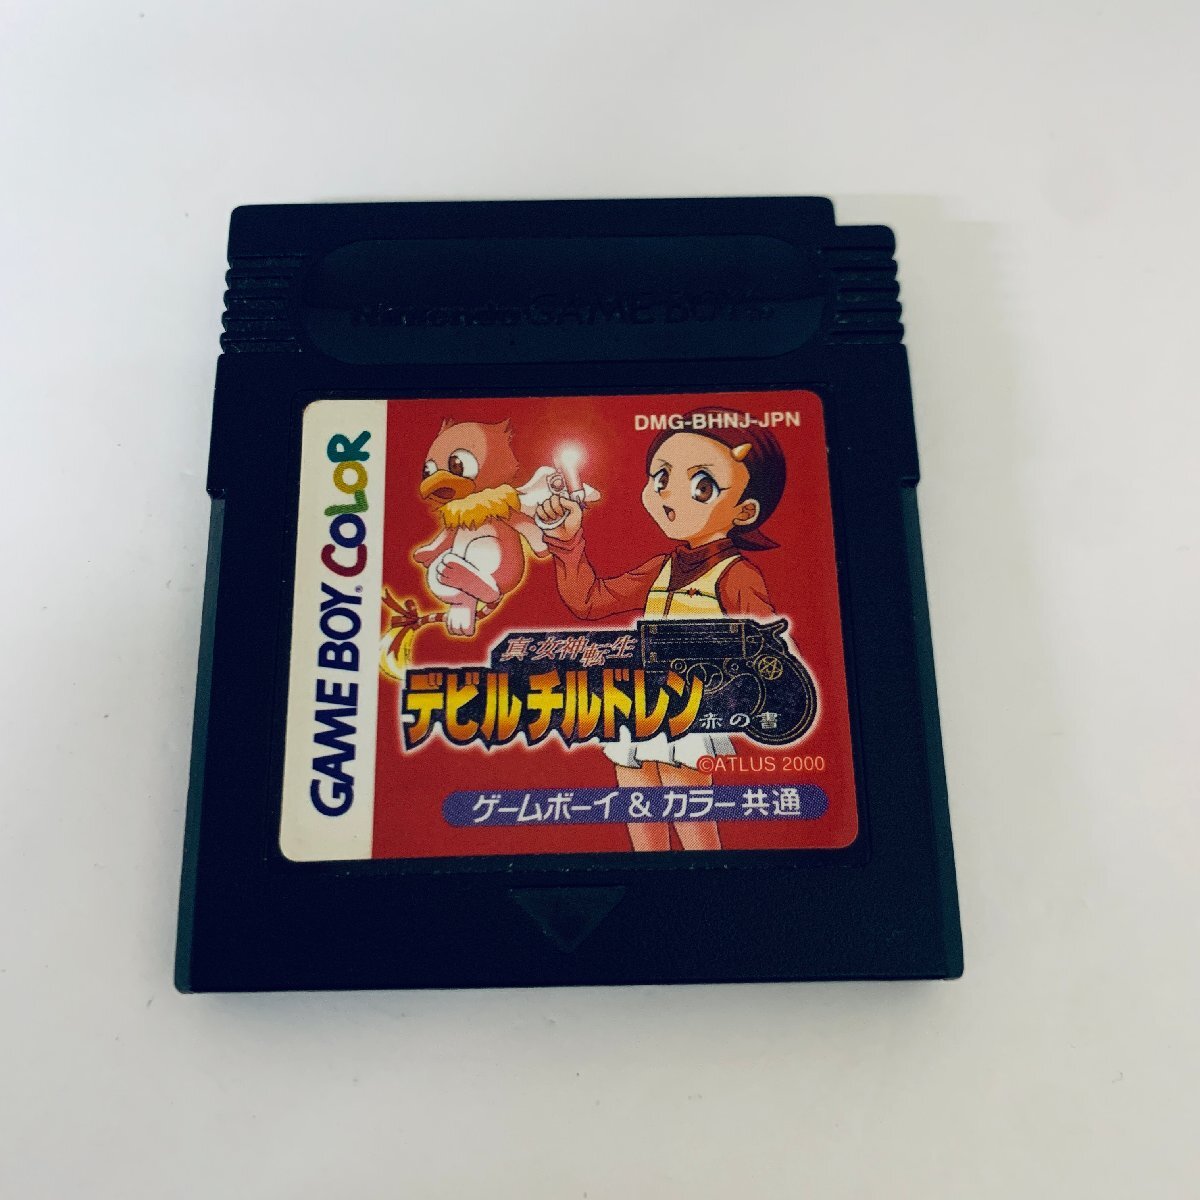 Nintendo GAME BOY™
GAME BOY COLOR
DMG-BHNJ-JPN
真・女神転生
デビルチルドレン
赤の書
©ATLUS 2000
ゲームボーイ & カラー共通